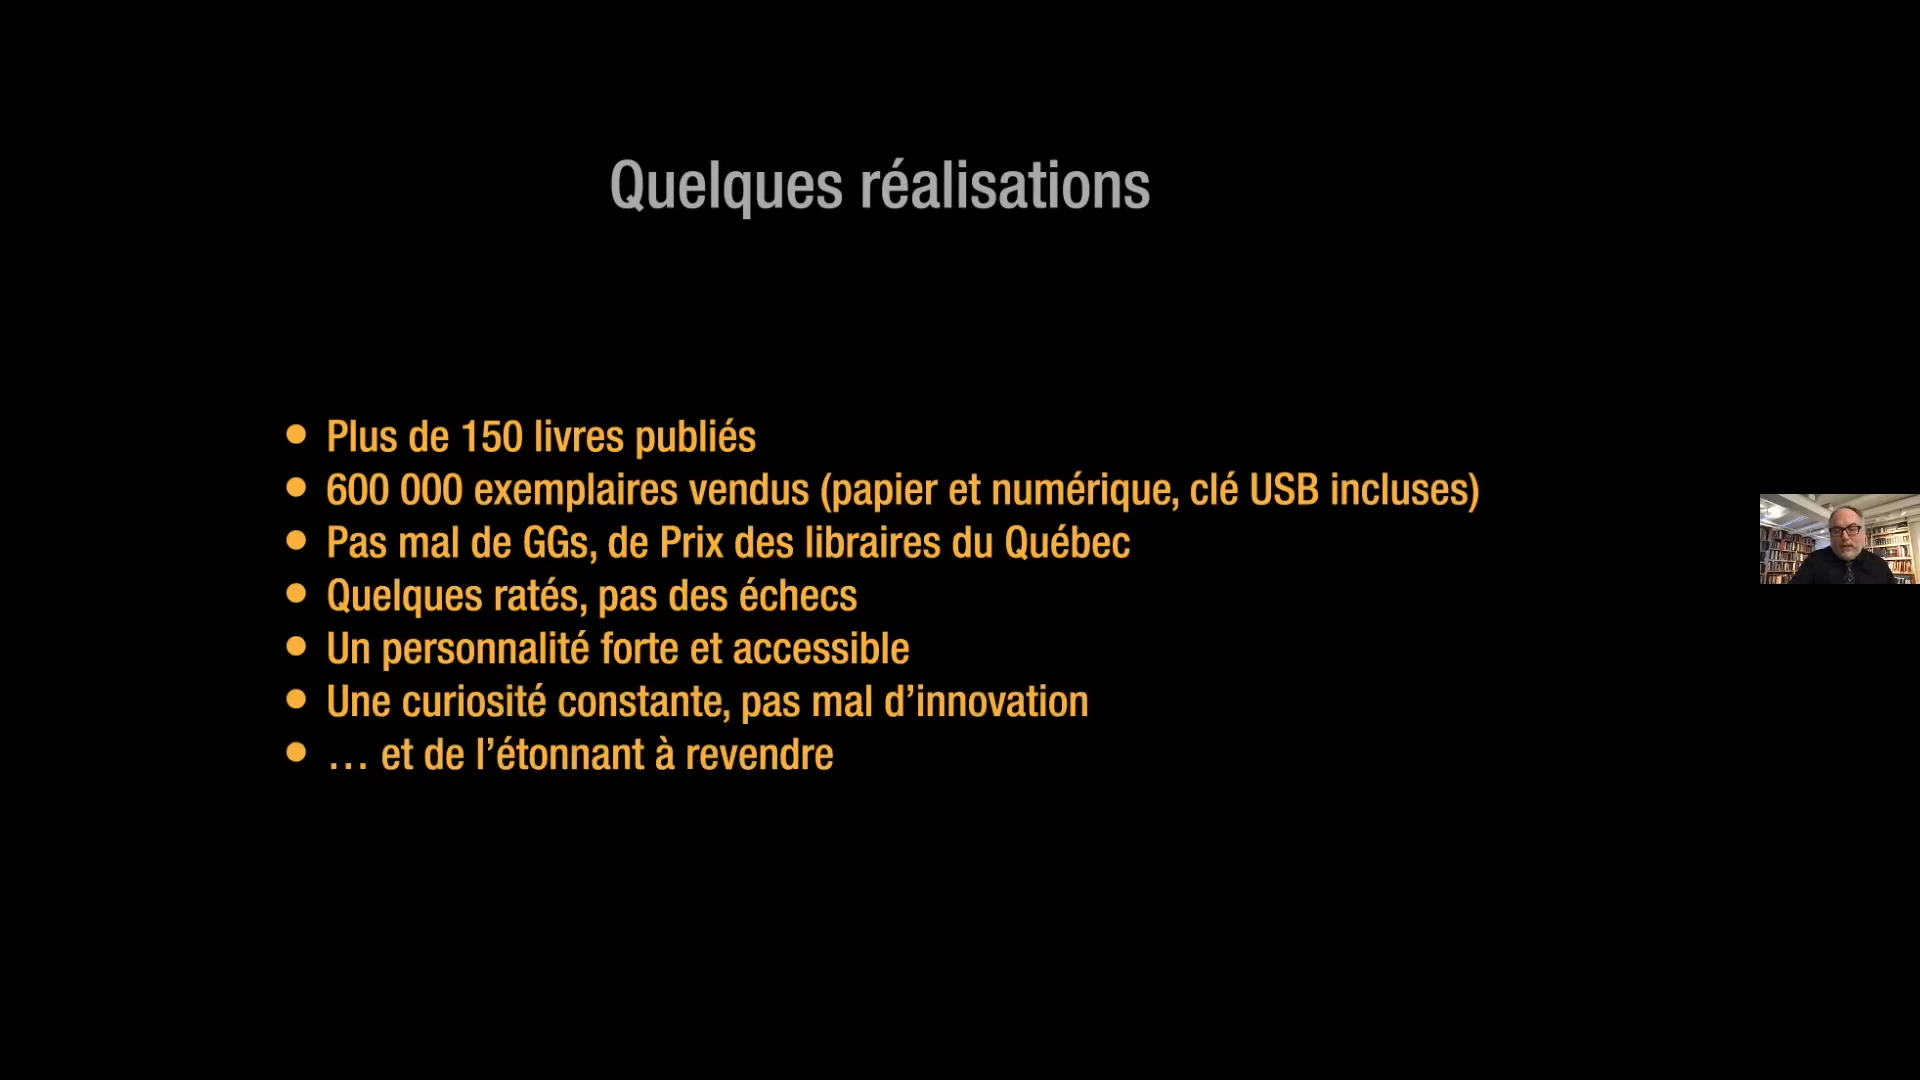 Quelques réalisations
• Plus de 150 livres publiés
• 600 000 exemplaires vendus (papier et numérique, clé USB incluses)
• Pas mal de GGs, de Prix des libraires du Québec
• Quelques ratés, pas des échecs
• Un personnalité forte et accessible
• Une curiosité constante, pas mal d’innovation
• … et de l’étonnant à revendre